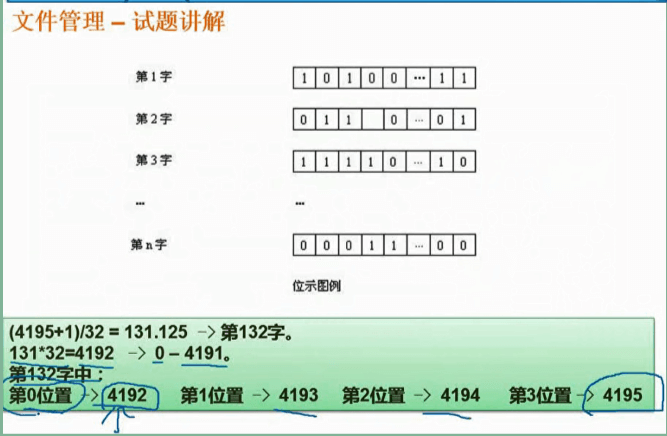 文件管理 – 试题讲解
第1字 1 0 1 0 0 ··· 1 1
第2字 0 1 1 0 ··· 0 1
第3字 1 1 1 1 0 ··· 1 0
··· ···
第n字 0 0 0 1 1 ··· 0 0
位示图例
(4195+1)/32 = 131.125 -> 第132字。
131*32=4192 -> 0 – 4191。
第132字中：
第0位置 -> 4192 第1位置 -> 4193 第2位置 -> 4194 第3位置 -> 4195